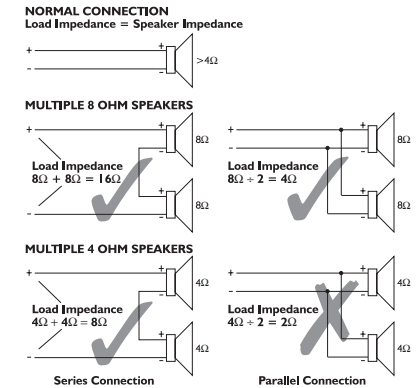 NORMAL CONNECTION
Load Impedance = Speaker Impedance
+
+
-
-
>4Ω
MULTIPLE 8 OHM SPEAKERS
+
+
-
8Ω
Load Impedance
8Ω + 8Ω = 16Ω
+
-
-
8Ω
+
+
-
-
8Ω
Load Impedance
8Ω ÷ 2 = 4Ω
+
-
8Ω
MULTIPLE 4 OHM SPEAKERS
+
+
-
4Ω
Load Impedance
4Ω + 4Ω = 8Ω
+
-
-
4Ω
+
+
-
-
4Ω
Load Impedance
4Ω ÷ 2 = 2Ω
+
-
4Ω
Series Connection
Parallel Connection